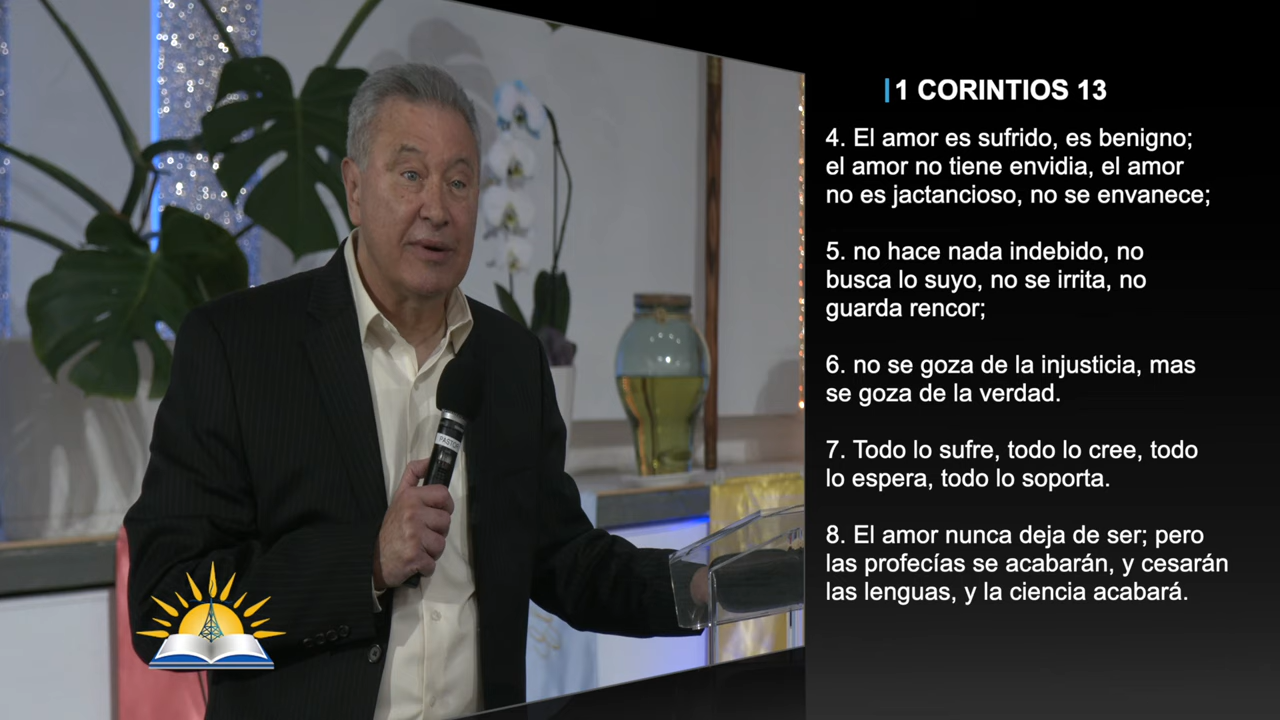 1 CORINTIOS 13
4. El amor es sufrido, es benigno;
el amor no tiene envidia, el amor
no es jactancioso, no se envanece;
5. no hace nada indebido, no
busca lo suyo, no se irrita, no
guarda rencor;
6. no se goza de la injusticia, mas
se goza de la verdad.
7. Todo lo sufre, todo lo cree, todo
lo espera, todo lo soporta.
8. El amor nunca deja de ser; pero
las profecías se acabarán, y cesarán
las lenguas, y la ciencia acabará.
PASTOR